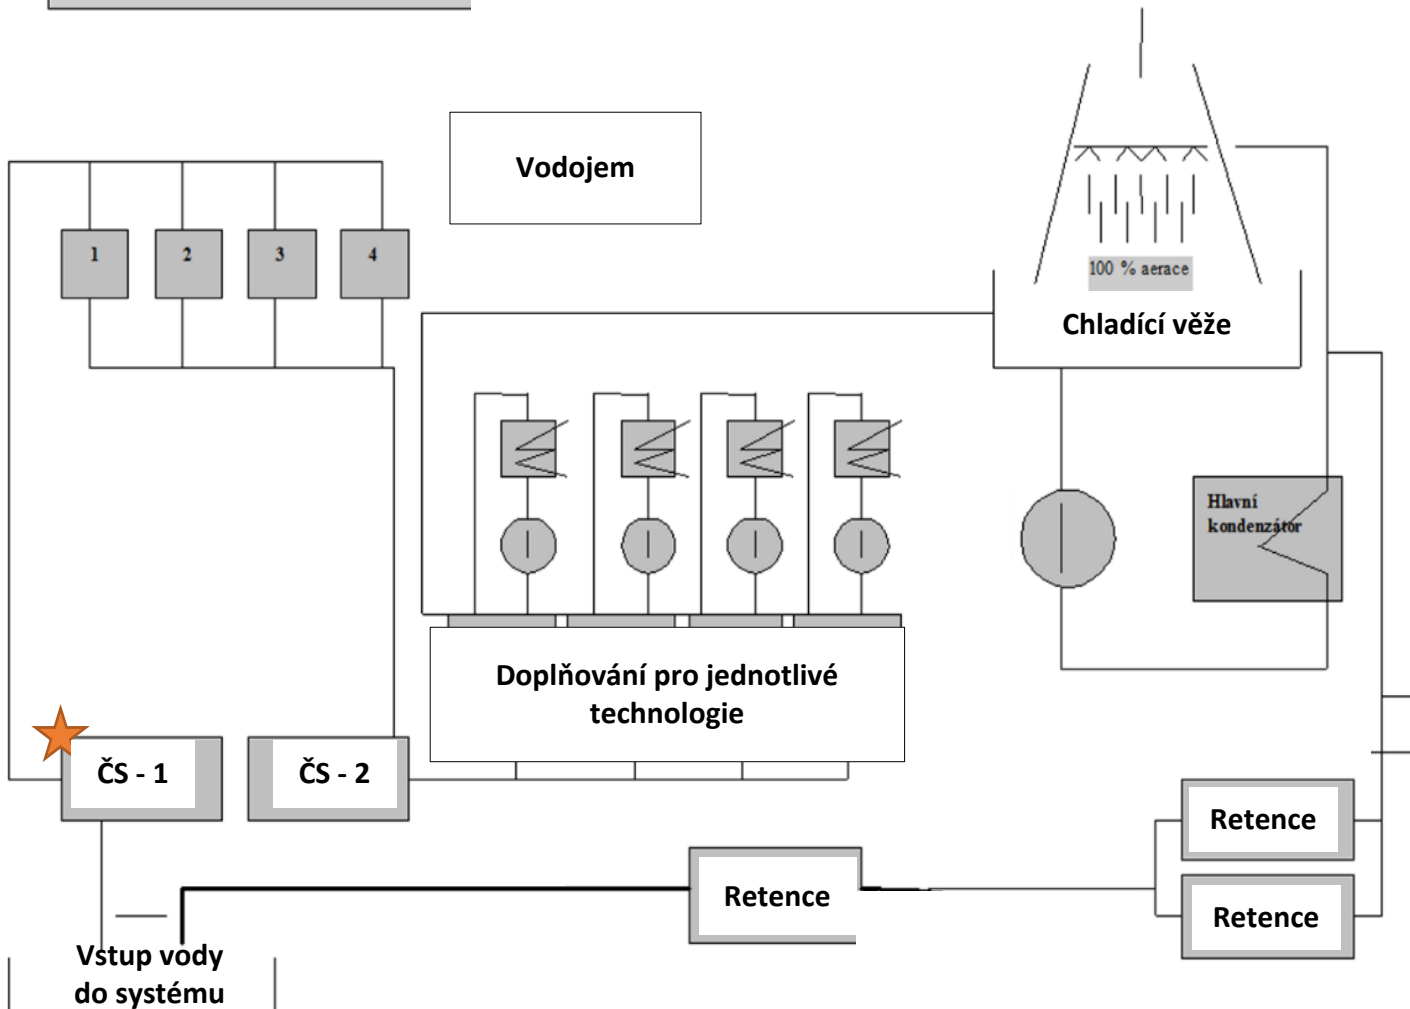 Vodojem
1
2
3
4
100 % aerace
Chladící věže
Hlavní
kondenzátor
Doplňování pro jednotlivé
technologie
ČS - 1
ČS - 2
Retence
Retence
Retence
Vstup vody
do systému